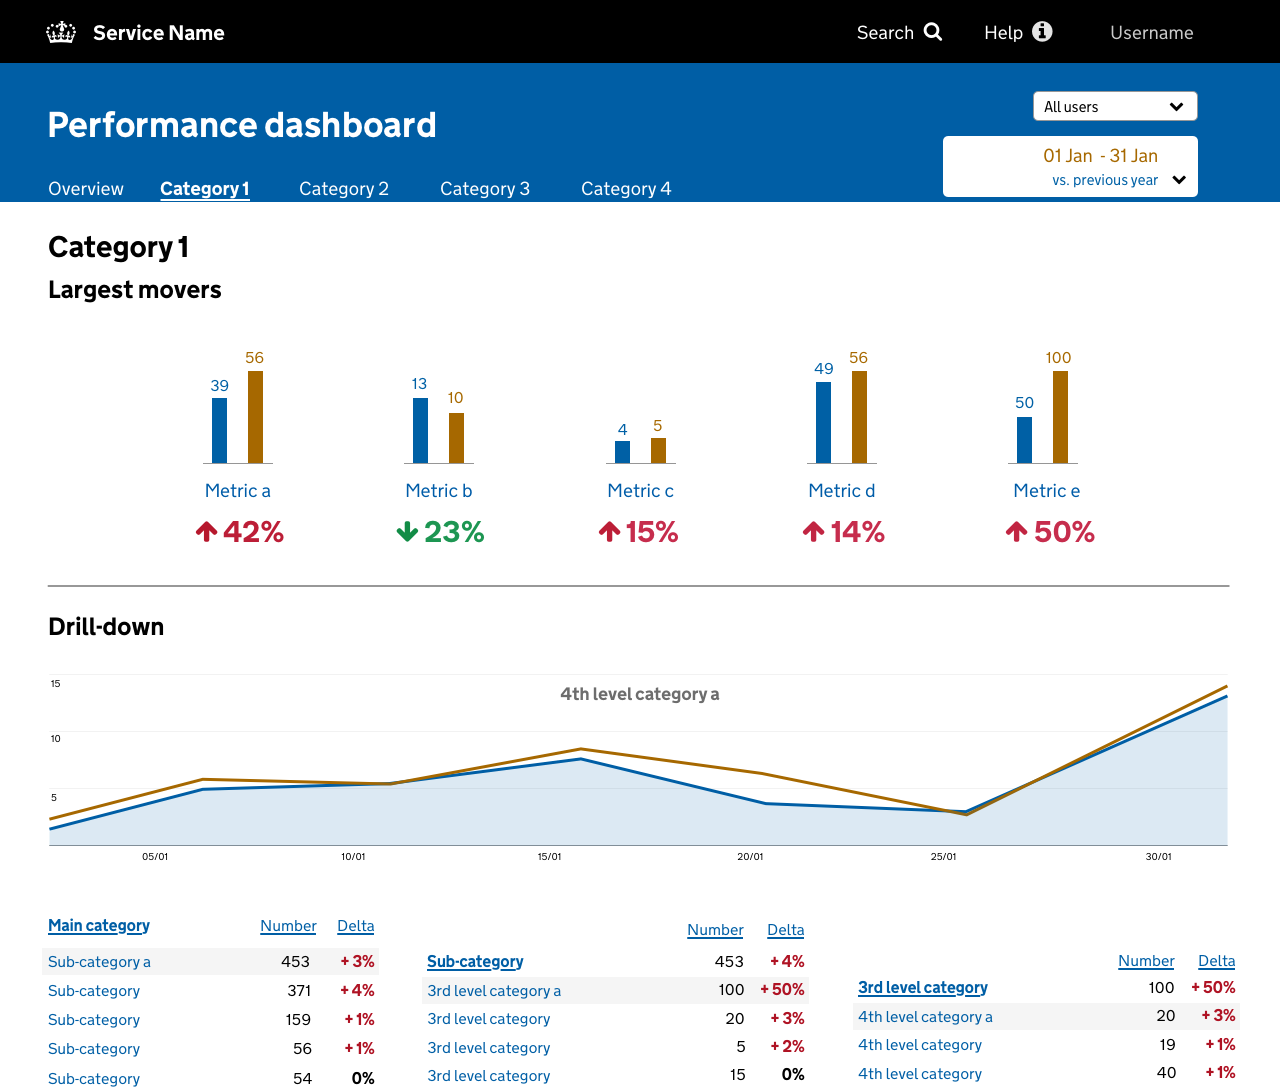 Service Name
Search
Help
Username
Performance dashboard
All users
01 Jan - 31 Jan
vs. previous year
Overview
Category 1
Category 2
Category 3
Category 4
Category 1
Largest movers
39
56
13
10
4
5
49
56
50
100
Metric a
Metric b
Metric c
Metric d
Metric e
42%
23%
15%
14%
50%
Drill-down
4th level category a
15
10
5
05/01
10/01
15/01
20/01
25/01
30/01
Main category Number Delta
Sub-category a 453 + 3%
Sub-category 371 + 4%
Sub-category 159 + 1%
Sub-category 56 + 1%
Sub-category 54 0%
Number Delta
Sub-category 453 + 4%
3rd level category a 100 + 50%
3rd level category 20 + 3%
3rd level category 5 + 2%
3rd level category 15 0%
Number Delta
3rd level category 100 + 50%
4th level category a 20 + 3%
4th level category 19 + 1%
4th level category 40 + 1%